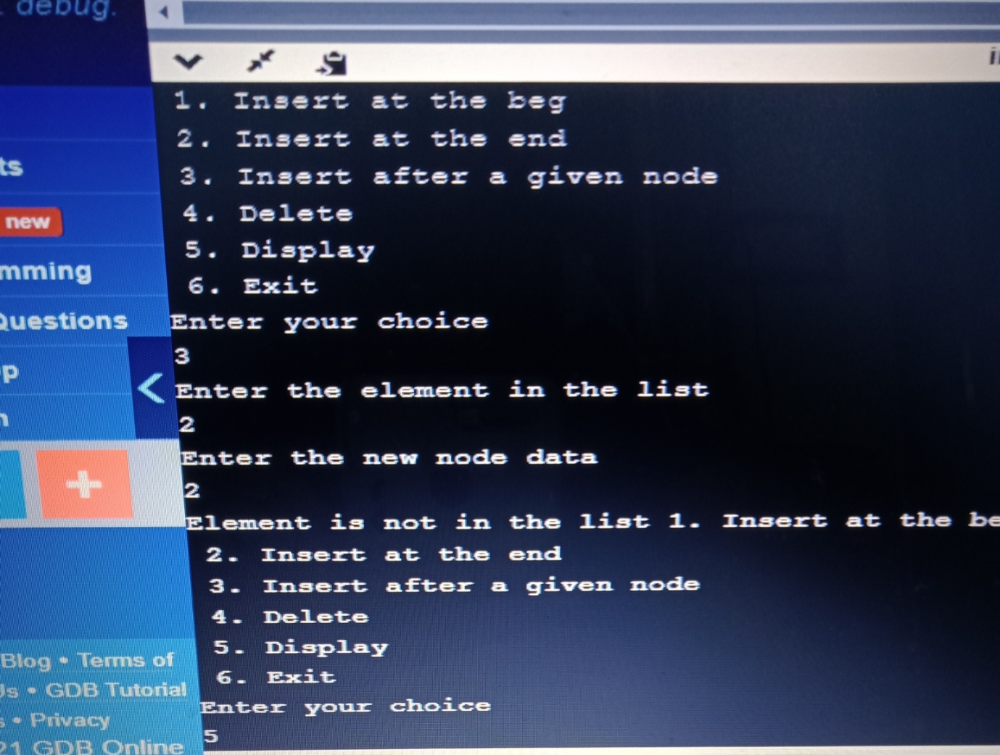 debug.
1. Insert at the beg
2. Insert at the end
3. Insert after a given node
4. Delete
5. Display
6. Exit
Enter your choice
3
Enter the element in the list
2
Enter the new node data
2
Element is not in the list 1. Insert at the be
2. Insert at the end
3. Insert after a given node
4. Delete
5. Display
6. Exit
Enter your choice
5
ts
new
mming
Questions
p
Blog • Terms of
Us • GDB Tutorial
s • Privacy
21 GDB Online